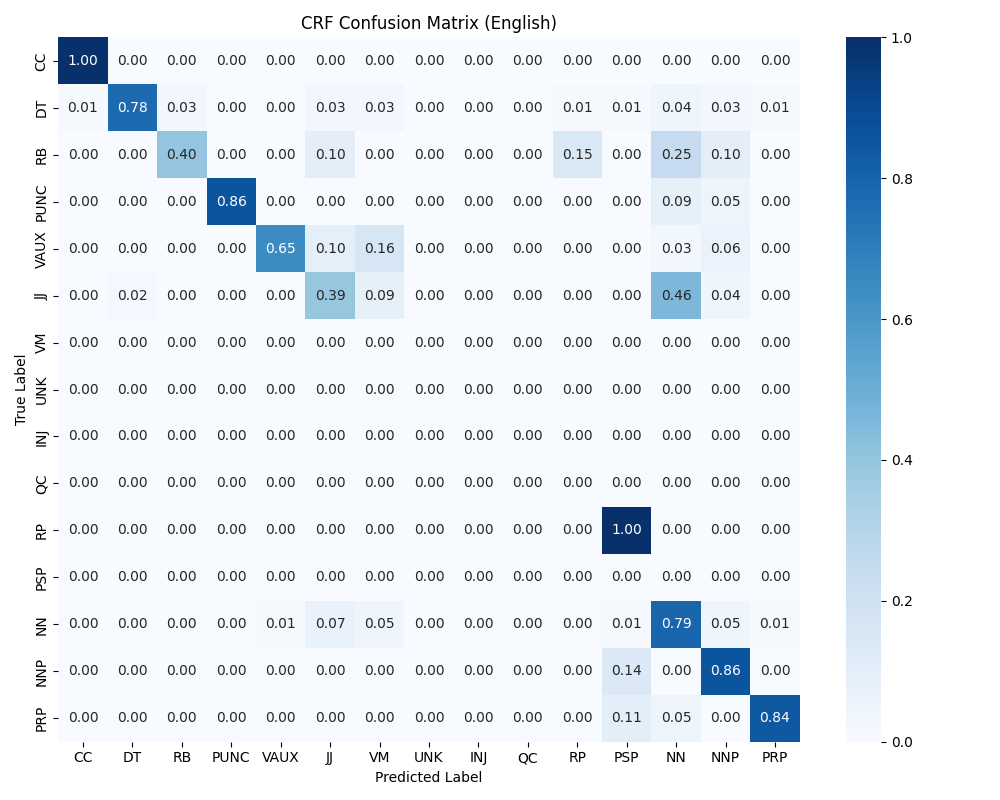 CRF Confusion Matrix (English)
CC 1.00 0.00 0.00 0.00 0.00 0.00 0.00 0.00 0.00 0.00 0.00 0.00 0.00 0.00 0.00
DT 0.01 0.78 0.03 0.00 0.00 0.03 0.03 0.00 0.00 0.00 0.01 0.01 0.04 0.03 0.01
RB 0.00 0.00 0.40 0.00 0.00 0.10 0.00 0.00 0.00 0.00 0.15 0.00 0.25 0.10 0.00
PUNC 0.00 0.00 0.00 0.86 0.00 0.00 0.00 0.00 0.00 0.00 0.00 0.00 0.09 0.05 0.00
VAUX 0.00 0.00 0.00 0.00 0.65 0.10 0.16 0.00 0.00 0.00 0.00 0.00 0.03 0.06 0.00
JJ 0.00 0.02 0.00 0.00 0.00 0.39 0.09 0.00 0.00 0.00 0.00 0.00 0.46 0.04 0.00
VM 0.00 0.00 0.00 0.00 0.00 0.00 0.00 0.00 0.00 0.00 0.00 0.00 0.00 0.00 0.00
UNK 0.00 0.00 0.00 0.00 0.00 0.00 0.00 0.00 0.00 0.00 0.00 0.00 0.00 0.00 0.00
INJ 0.00 0.00 0.00 0.00 0.00 0.00 0.00 0.00 0.00 0.00 0.00 0.00 0.00 0.00 0.00
QC 0.00 0.00 0.00 0.00 0.00 0.00 0.00 0.00 0.00 0.00 0.00 0.00 0.00 0.00 0.00
RP 0.00 0.00 0.00 0.00 0.00 0.00 0.00 0.00 0.00 0.00 0.00 1.00 0.00 0.00 0.00
PSP 0.00 0.00 0.00 0.00 0.00 0.00 0.00 0.00 0.00 0.00 0.00 0.00 0.00 0.00 0.00
NN 0.00 0.00 0.00 0.00 0.01 0.07 0.05 0.00 0.00 0.00 0.00 0.01 0.79 0.05 0.01
NNP 0.00 0.00 0.00 0.00 0.00 0.00 0.00 0.00 0.00 0.00 0.00 0.14 0.00 0.86 0.00
PRP 0.00 0.00 0.00 0.00 0.00 0.00 0.00 0.00 0.00 0.00 0.00 0.11 0.05 0.00 0.84
CC DT RB PUNC VAUX JJ VM UNK INJ QC RP PSP NN NNP PRP
Predicted Label
True Label
1.0
0.8
0.6
0.4
0.2
0.0